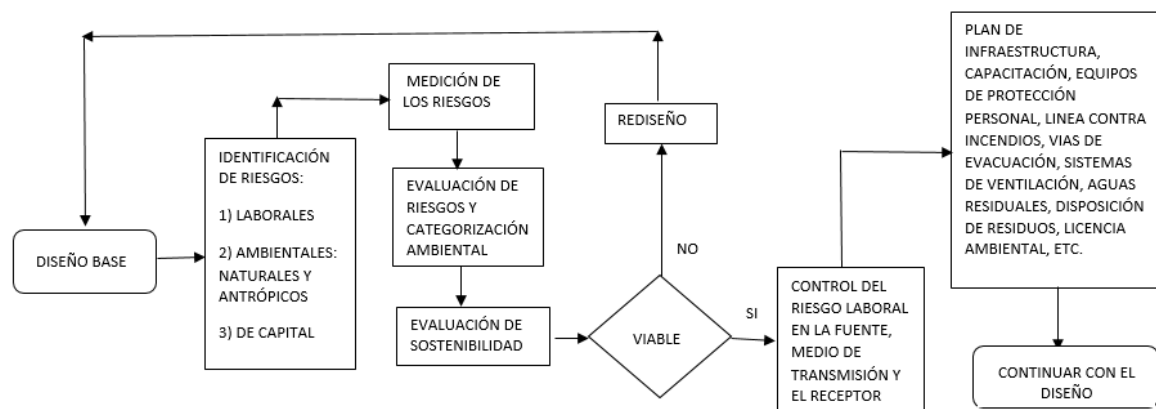 DISEÑO BASE
IDENTIFICACIÓN
DE RIESGOS:
1) LABORALES
2) AMBIENTALES:
NATURALES Y
ANTRÓPICOS
3) DE CAPITAL
MEDICIÓN DE
LOS RIESGOS
EVALUACIÓN DE
RIESGOS Y
CATEGORIZACIÓN
AMBIENTAL
EVALUACIÓN DE
SOSTENIBILIDAD
VIABLE
NO
REDISEÑO
SI
CONTROL DEL
RIESGO LABORAL
EN LA FUENTE,
MEDIO DE
TRANSMISIÓN Y
EL RECEPTOR
PLAN DE
INFRAESTRUCTURA,
CAPACITACIÓN, EQUIPOS
DE PROTECCIÓN
PERSONAL, LINEA CONTRA
INCENDIOS, VIAS DE
EVACUACIÓN, SISTEMAS
DE VENTILACIÓN, AGUAS
RESIDUALES, DISPOSICIÓN
DE RESIDUOS, LICENCIA
AMBIENTAL, ETC.
CONTINUAR CON EL
DISEÑO